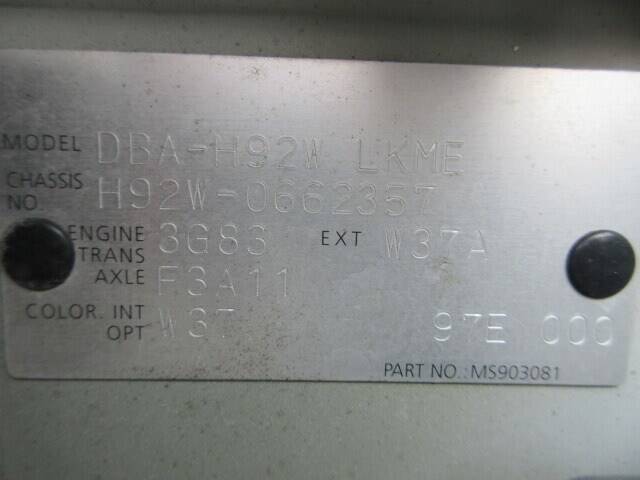 MODEL DBA-H92W LKME
CHASSIS NO. H92W-0662357
ENGINE 3G83 EXT W37A
TRANS AXLE F3A11
COLOR. INT OPT W37 97E 000
PART NO.: MS903081